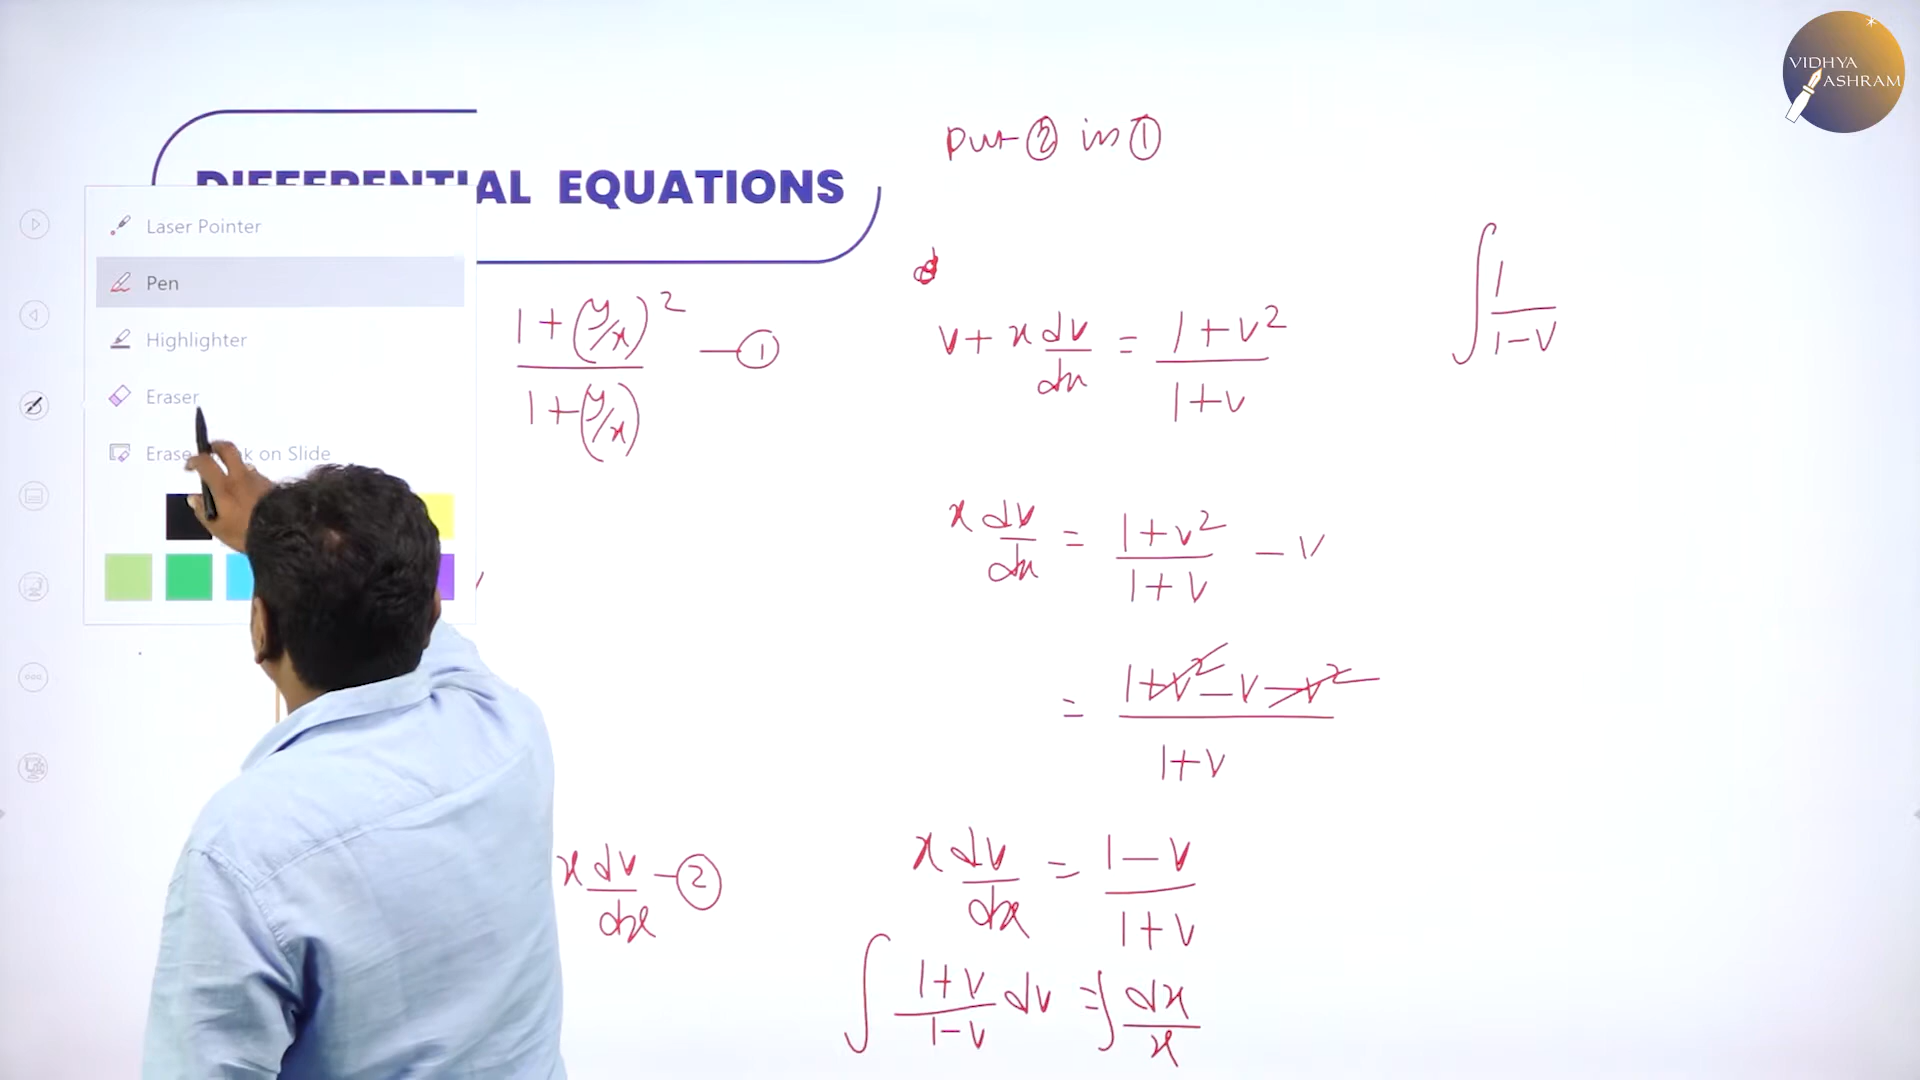 VIDHYA
ASHRAM
DIFFERENTIAL EQUATIONS
Laser Pointer
Pen
Highlighter
Eraser
Erase
k on Slide
1+(y/x)²
1+(y/x)
—①
x dv/dx —②
Put ② in ①
v + x dv/dx = 1+v²/1+v
x dv/dx = 1+v²/1+v – v
= 1+v²–v–v²/1+v
x dv/dx = 1–v/1+v
∫ 1+v/1–v dv = ∫ dx/x
∫ 1/1–v